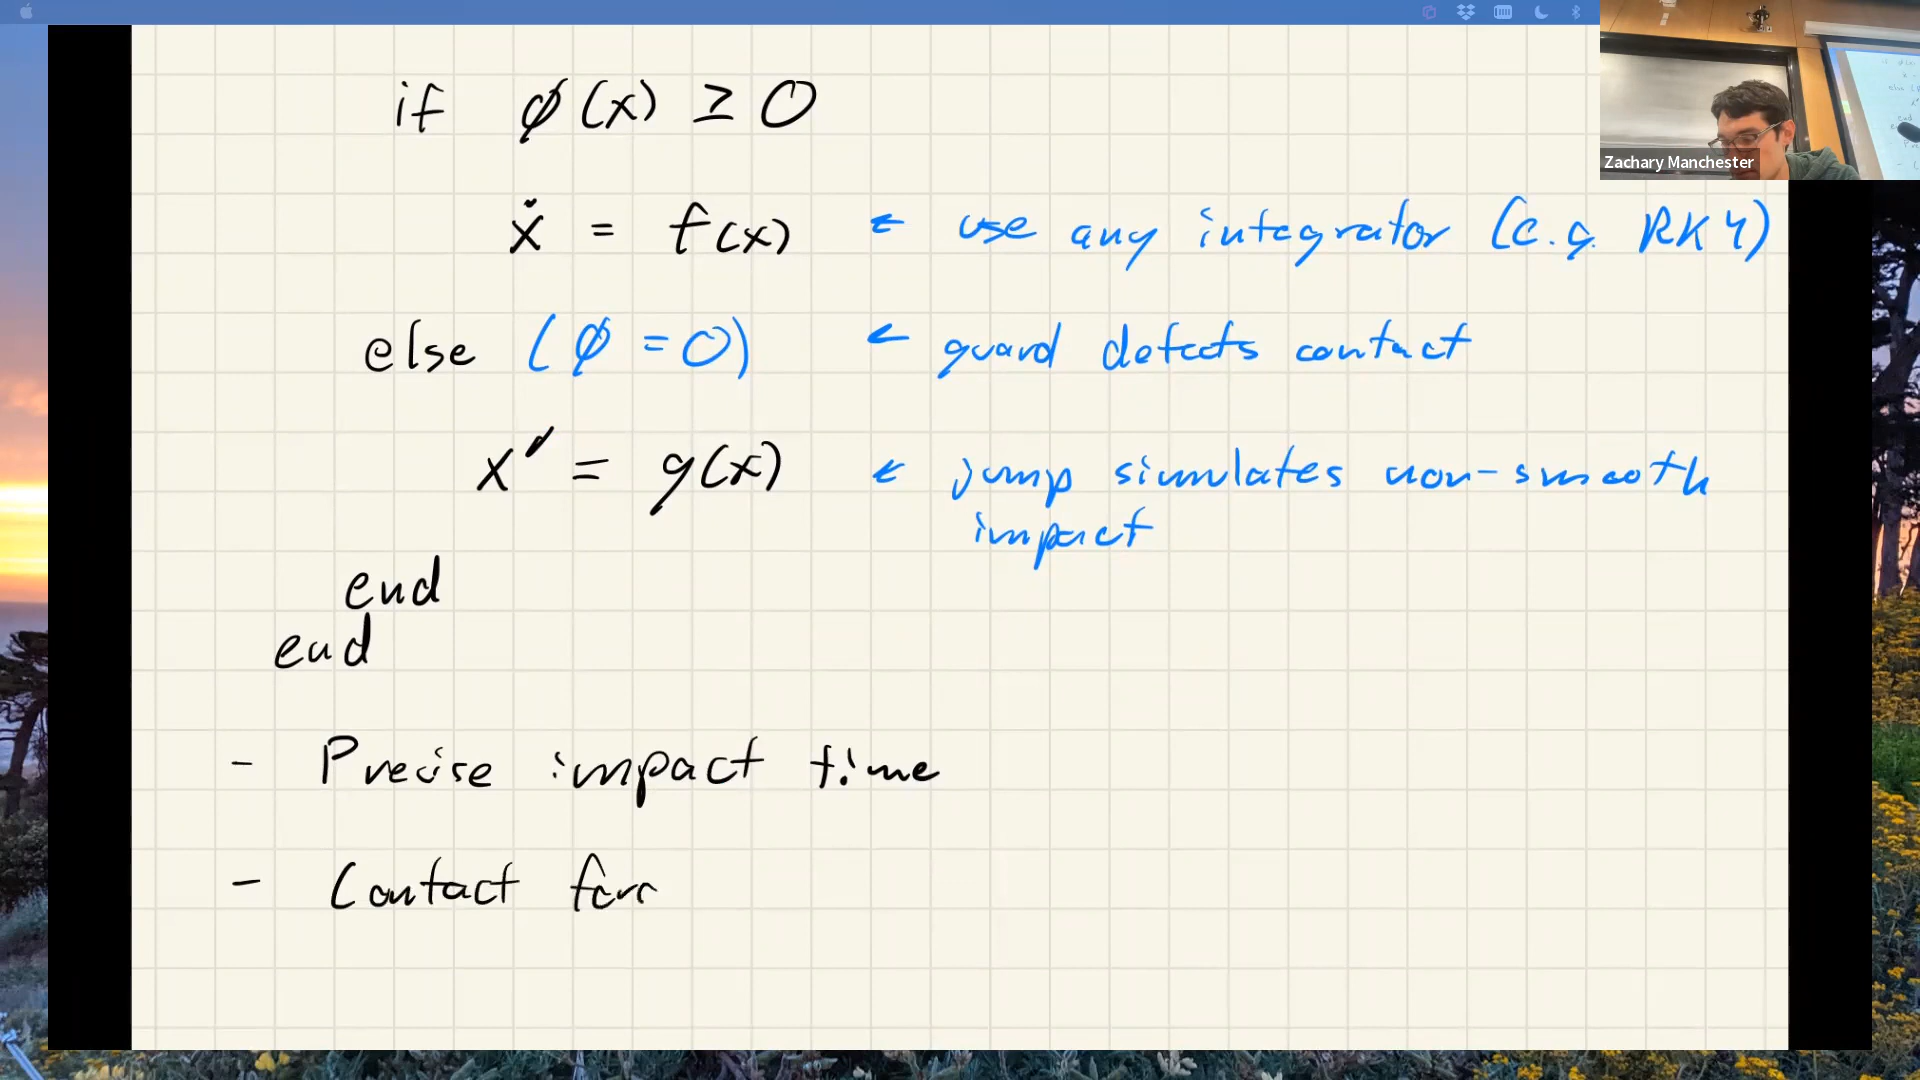 if ϕ(x) ≥ 0
ẋ = f(x) ← use any integrator (e.g. RK4)
else (ϕ = 0) ← guard detects contact
x' = g(x) ← jump simulates non-smooth
impact
end
end
- Precise impact time
- Contact forc
Zachary Manchester